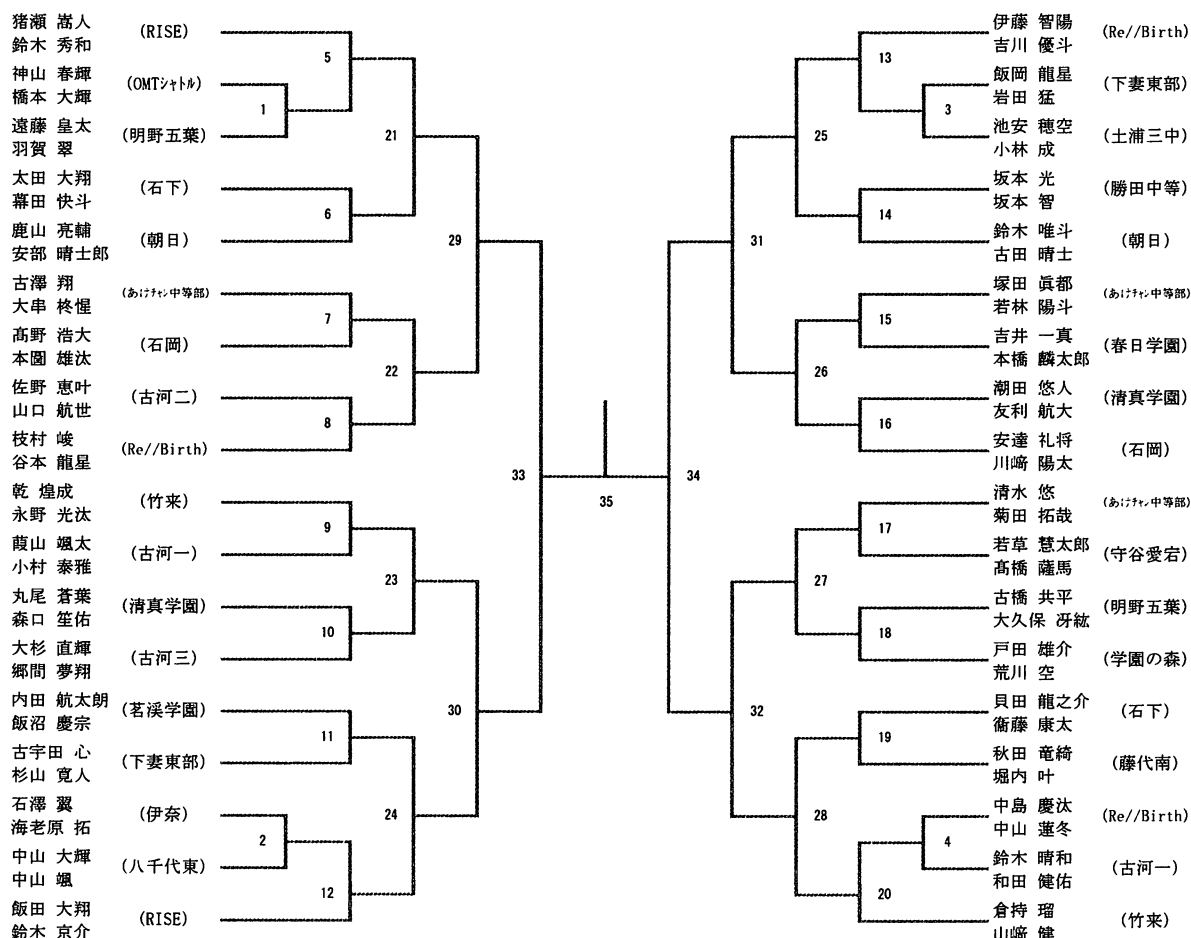 猪瀬 嵩人
鈴木 秀和
(RISE)
神山 春輝
橋本 大輝
(OMTｼｬﾄﾙ)
遠藤 皇太
羽賀 翠
(明野五葉)
太田 大翔
幕田 快斗
(石下)
鹿山 亮輔
安部 晴士郎
(朝日)
古澤 翔
大串 柊惺
(あけﾁｬﾝ中等部)
髙野 浩大
本圖 雄汰
(石岡)
佐野 恵叶
山口 航世
(古河二)
枝村 峻
谷本 龍星
(Re//Birth)
乾 煌成
永野 光汰
(竹来)
葭山 颯太
小村 泰雅
(古河一)
丸尾 蒼葉
森口 笙佑
(清真学園)
大杉 直輝
郷間 夢翔
(古河三)
内田 航太朗
飯沼 慶宗
(茗渓学園)
古宇田 心
杉山 寛人
(下妻東部)
石澤 翼
海老原 拓
(伊奈)
中山 大輝
中山 颯
(八千代東)
飯田 大翔
鈴木 京介
(RISE)
1
2
5
6
7
8
9
10
11
12
21
22
23
24
29
30
33
35
34
31
32
25
26
27
28
13
14
15
16
17
18
19
20
3
4
伊藤 智陽
吉川 優斗
(Re//Birth)
飯岡 龍星
岩田 猛
(下妻東部)
池安 穂空
小林 成
(土浦三中)
坂本 光
坂本 智
(勝田中等)
鈴木 唯斗
古田 晴士
(朝日)
塚田 眞都
若林 陽斗
(あけﾁｬﾝ中等部)
吉井 一真
本橋 麟太郎
(春日学園)
潮田 悠人
友利 航大
(清真学園)
安達 礼将
川﨑 陽太
(石岡)
清水 悠
菊田 拓哉
(あけﾁｬﾝ中等部)
若草 慧太郎
髙橋 薩馬
(守谷愛宕)
古橋 共平
大久保 冴紘
(明野五葉)
戸田 雄介
荒川 空
(学園の森)
貝田 龍之介
衞藤 康太
(石下)
秋田 竜綺
堀内 叶
(藤代南)
中島 慶汰
中山 蓮冬
(Re//Birth)
鈴木 晴和
和田 健佑
(古河一)
倉持 瑠
山﨑 健
(竹来)